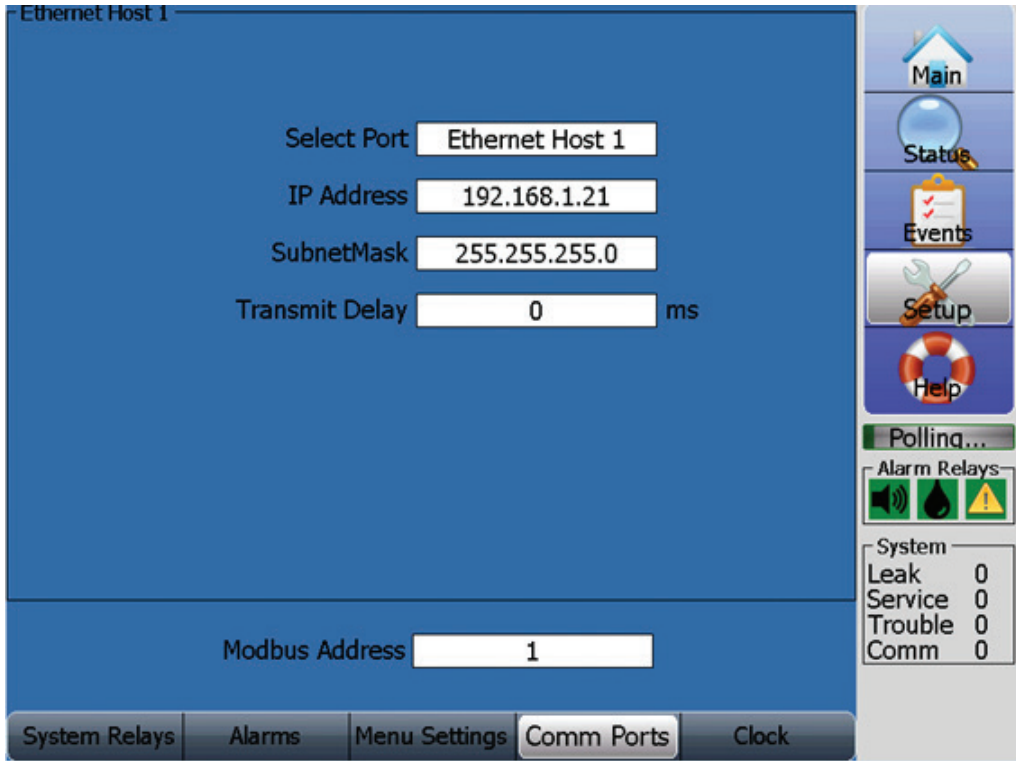 Ethernet Host 1
Select Port Ethernet Host 1
IP Address 192.168.1.21
SubnetMask 255.255.255.0
Transmit Delay 0 ms
Modbus Address 1
System Relays Alarms Menu Settings Comm Ports Clock
Main
Status
Events
Setup
Help
Polling...
Alarm Relays
System
Leak 0
Service 0
Trouble 0
Comm 0